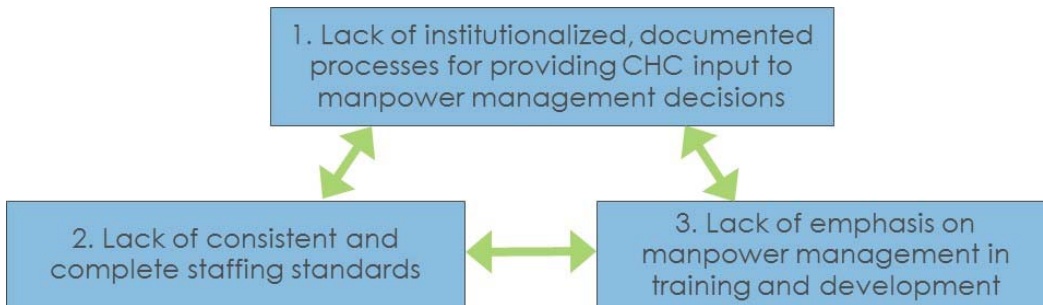 1. Lack of institutionalized, documented
processes for providing CHC input to
manpower management decisions
2. Lack of consistent and
complete staffing standards
3. Lack of emphasis on
manpower management in
training and development